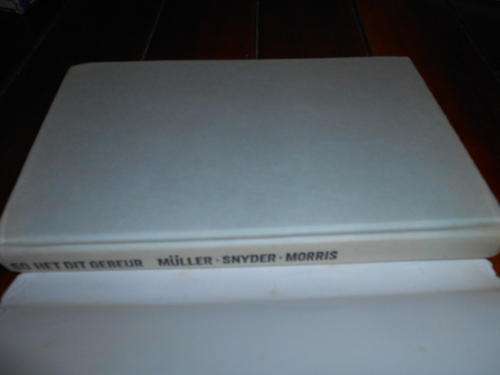 SO HET DIT GEBEUR MÜLLER · SNYDER · MORRIS